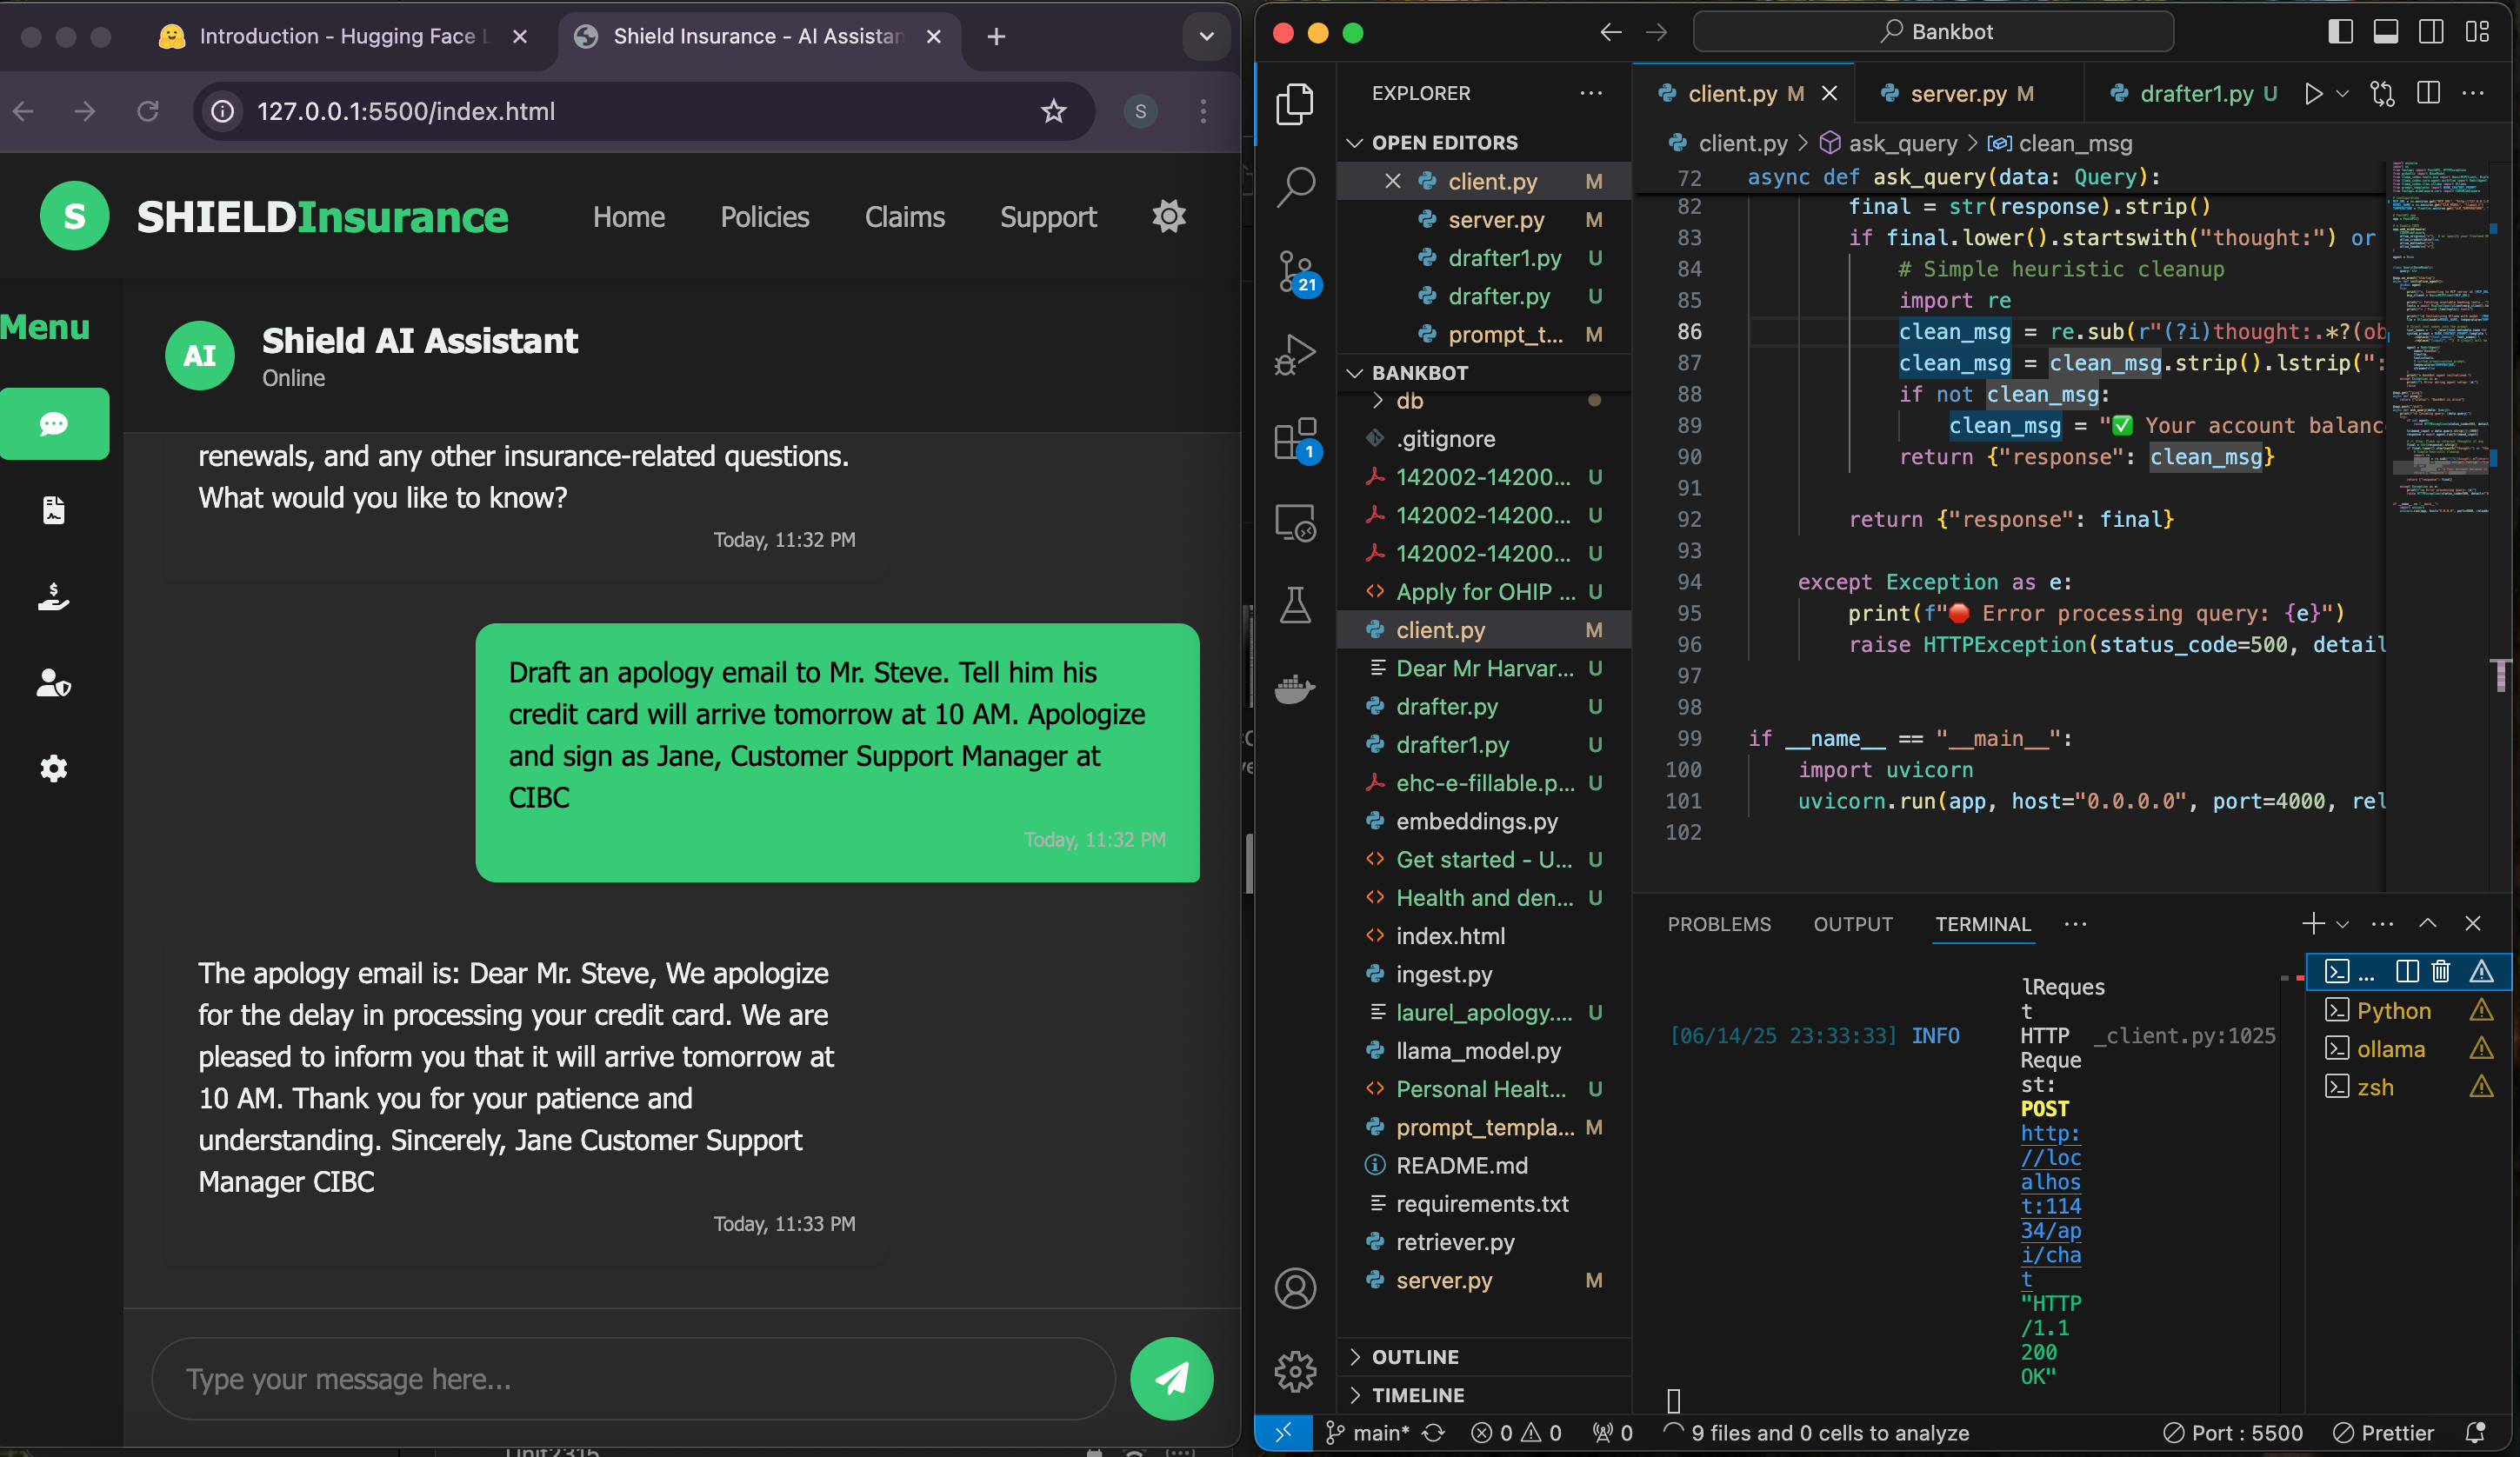 Introduction - Hugging Face L
Shield Insurance - AI Assistan
127.0.0.1:5500/index.html
S
S
SHIELDInsurance
Home
Policies
Claims
Support
Menu
AI
Shield AI Assistant
Online
renewals, and any other insurance-related questions.
What would you like to know?
Today, 11:32 PM
Draft an apology email to Mr. Steve. Tell him his
credit card will arrive tomorrow at 10 AM. Apologize
and sign as Jane, Customer Support Manager at
CIBC
Today, 11:32 PM
The apology email is: Dear Mr. Steve, We apologize
for the delay in processing your credit card. We are
pleased to inform you that it will arrive tomorrow at
10 AM. Thank you for your patience and
understanding. Sincerely, Jane Customer Support
Manager CIBC
Today, 11:33 PM
Type your message here...
Bankbot
21
1
EXPLORER
OPEN EDITORS
client.py M
server.py M
drafter1.py U
drafter.py U
prompt_t... M
BANKBOT
db
.gitignore
142002-14200... U
142002-14200... U
142002-14200... U
Apply for OHIP ... U
client.py M
Dear Mr Harvar... U
drafter.py U
drafter1.py U
ehc-e-fillable.p... U
embeddings.py
Get started - U... U
Health and den... U
index.html
ingest.py
laurel_apology.... U
llama_model.py
Personal Healt... U
prompt_templa... M
README.md
requirements.txt
retriever.py
server.py M
OUTLINE
TIMELINE
client.py M
server.py M
drafter1.py U
client.py > ask_query > clean_msg
72 async def ask_query(data: Query):
82 final = str(response).strip()
83 if final.lower().startswith("thought:") or
84 # Simple heuristic cleanup
85 import re
86 clean_msg = re.sub(r"(?i)thought:.*?(ob
87 clean_msg = clean_msg.strip().lstrip(":
88 if not clean_msg:
89 clean_msg = "✅ Your account balanc
90 return {"response": clean_msg}
91
92 return {"response": final}
93
94 except Exception as e:
95 print(f"🛑 Error processing query: {e}")
96 raise HTTPException(status_code=500, detail
97
98
99 if __name__ == "__main__":
100 import uvicorn
101 uvicorn.run(app, host="0.0.0.0", port=4000, rel
102
PROBLEMS
OUTPUT
TERMINAL
lReques
t
[06/14/25 23:33:33] INFO HTTP _client.py:1025
Reque
st:
POST
http:
//loc
alhos
t:114
34/ap
i/cha
t
"HTTP
/1.1
200
OK"
...
Python
ollama
zsh
main*
0
0
0
9 files and 0 cells to analyze
Port : 5500
Prettier